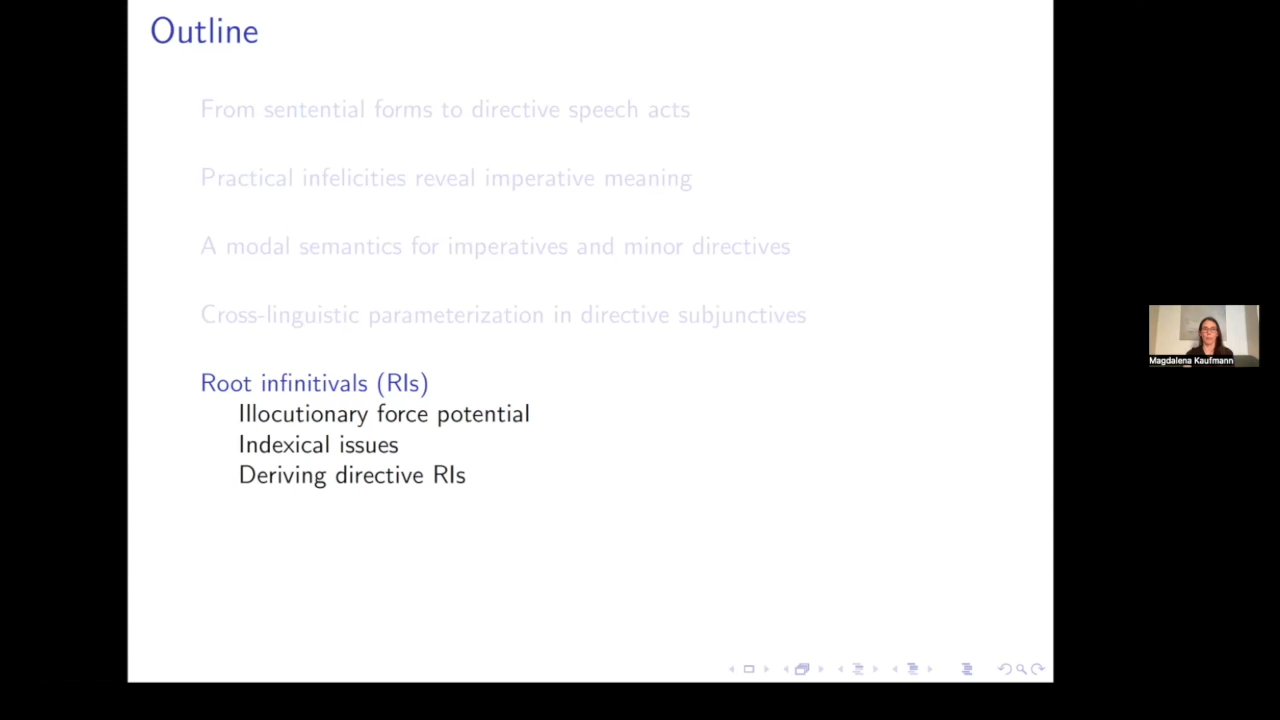 Outline
From sentential forms to directive speech acts
Practical infelicities reveal imperative meaning
A modal semantics for imperatives and minor directives
Cross-linguistic parameterization in directive subjunctives
Root infinitivals (RIs)
Illocutionary force potential
Indexical issues
Deriving directive RIs
Magdalena Kaufmann